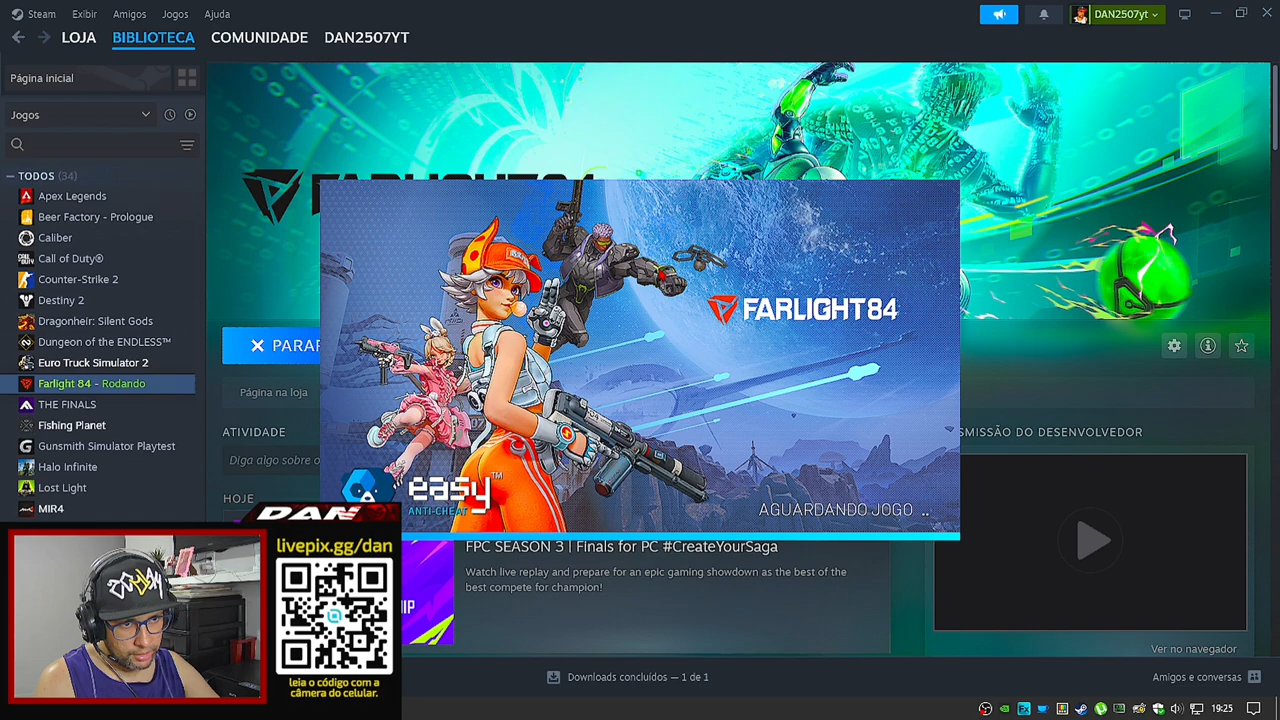 Steam Exibir Amigos Jogos Ajuda
DAN2507yt
LOJA BIBLIOTECA COMUNIDADE DAN2507YT
Página inicial
Jogos
TODOS (34)
Apex Legends
Beer Factory - Prologue
Caliber
Call of Duty®
Counter-Strike 2
Destiny 2
Dragonheir: Silent Gods
Dungeon of the ENDLESS™
Euro Truck Simulator 2
Farlight 84 - Rodando
THE FINALS
Fishing Planet
Gunsmith Simulator Playtest
Halo Infinite
Lost Light
MIR4
PARAR
Página na loja
ATIVIDADE
Diga algo sobre o
HOJE
FARLIGHT84
easy™
ANTI-CHEAT
AGUARDANDO JOGO ..
SMISSÃO DO DESENVOLVEDOR
FPC SEASON 3 | Finals for PC #CreateYourSaga
Watch live replay and prepare for an epic gaming showdown as the best of the
best compete for champion!
Ver no navegador
DAN
livepix.gg/dan
leia o código com a
câmera do celular.
Downloads concluídos — 1 de 1
Amigos e conversas
19:25